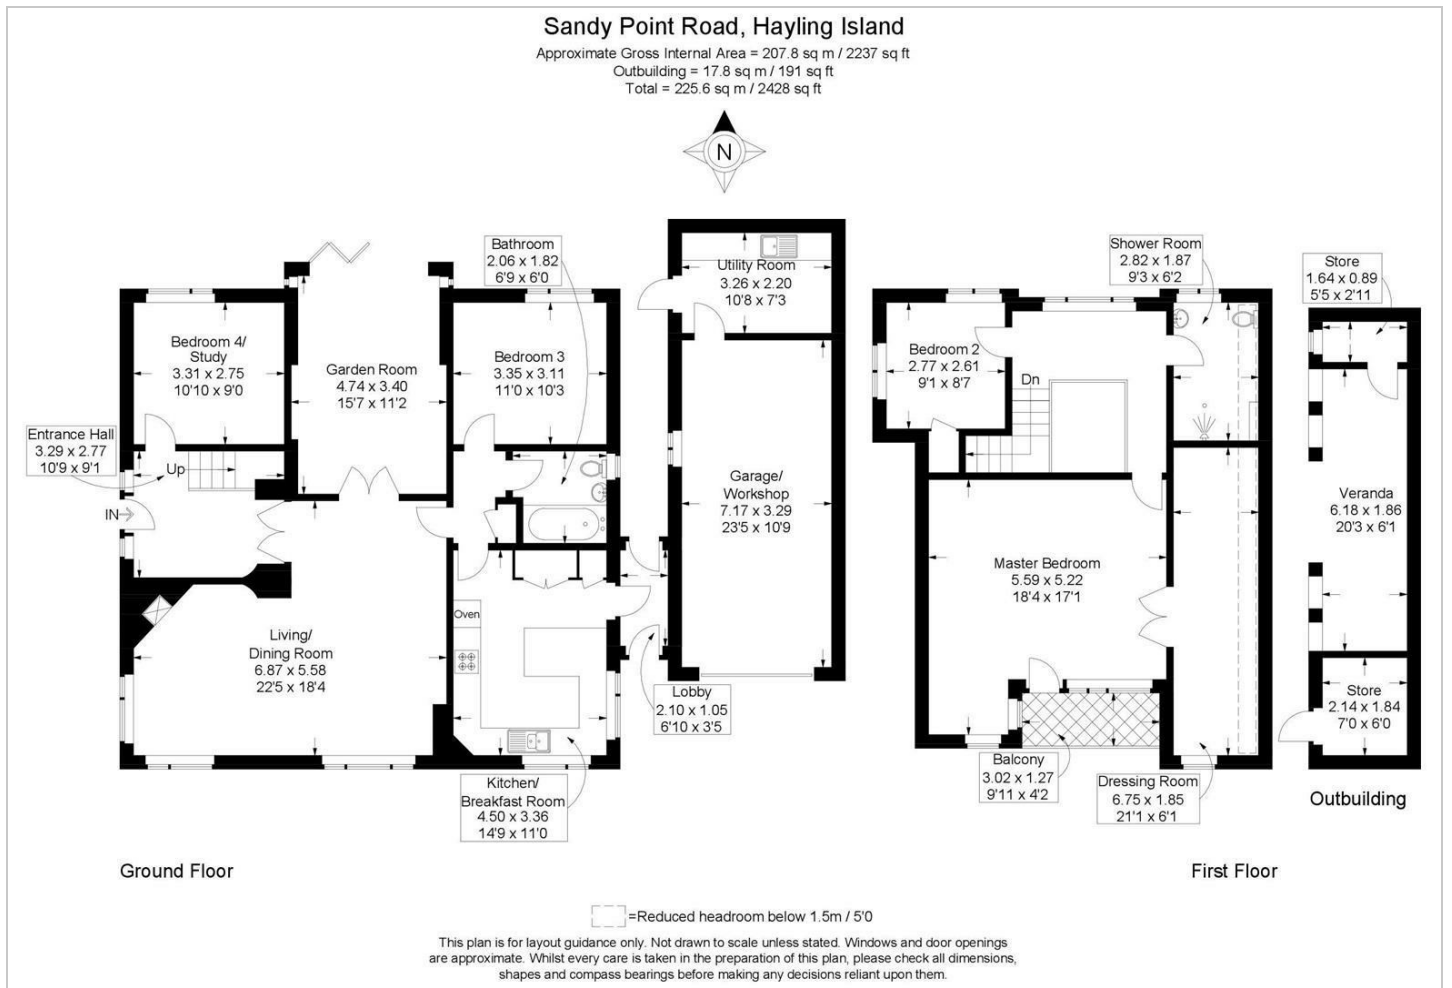 Sandy Point Road, Hayling Island
Approximate Gross Internal Area = 207.8 sq m / 2237 sq ft
Outbuilding = 17.8 sq m / 191 sq ft
Total = 225.6 sq m / 2428 sq ft
N
Bathroom
2.06 x 1.82
6'9 x 6'0
Utility Room
3.26 x 2.20
10'8 x 7'3
Shower Room
2.82 x 1.87
9'3 x 6'2
Store
1.64 x 0.89
5'5 x 2'11
Bedroom 4/
Study
3.31 x 2.75
10'10 x 9'0
Garden Room
4.74 x 3.40
15'7 x 11'2
Bedroom 3
3.35 x 3.11
11'0 x 10'3
Bedroom 2
2.77 x 2.61
9'1 x 8'7
Dn
Entrance Hall
3.29 x 2.77
10'9 x 9'1
Up
IN
Garage/
Workshop
7.17 x 3.29
23'5 x 10'9
Veranda
6.18 x 1.86
20'3 x 6'1
Master Bedroom
5.59 x 5.22
18'4 x 17'1
Oven
Living/
Dining Room
6.87 x 5.58
22'5 x 18'4
Lobby
2.10 x 1.05
6'10 x 3'5
Store
2.14 x 1.84
7'0 x 6'0
Kitchen/
Breakfast Room
4.50 x 3.36
14'9 x 11'0
Balcony
3.02 x 1.27
9'11 x 4'2
Dressing Room
6.75 x 1.85
21'1 x 6'1
Outbuilding
Ground Floor
First Floor
=Reduced headroom below 1.5m / 5'0
This plan is for layout guidance only. Not drawn to scale unless stated. Windows and door openings
are approximate. Whilst every care is taken in the preparation of this plan, please check all dimensions,
shapes and compass bearings before making any decisions reliant upon them.